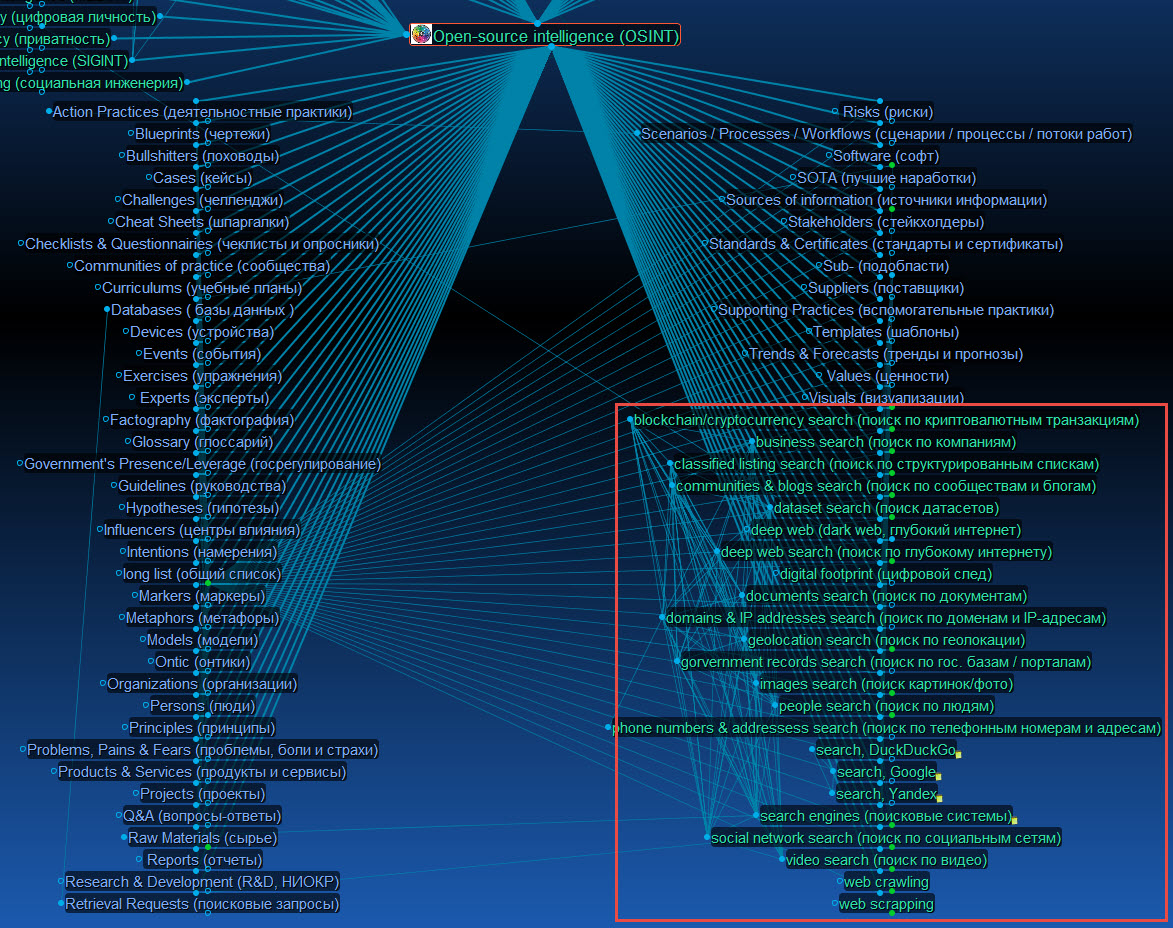 y (цифровая личность)
cy (приватность)
ntelligence (SIGINT)
ng (социальная инженерия)
Open-source intelligence (OSINT)
Action Practices (деятельностные практики)
Blueprints (чертежи)
Bullshitters (поховоды)
Cases (кейсы)
Challenges (челленджи)
Cheat Sheets (шпаргалки)
Checklists & Questionnairies (чеклисты и опросники)
Communities of practice (сообщества)
Curriculums (учебные планы)
Databases ( базы данных )
Devices (устройства)
Events (события)
Exercises (упражнения)
Experts (эксперты)
Factography (фактография)
Glossary (глоссарий)
Government's Presence/Leverage (госрегулирование)
Guidelines (руководства)
Hypotheses (гипотезы)
Influencers (центры влияния)
Intentions (намерения)
long list (общий список)
Markers (маркеры)
Metaphors (метафоры)
Models (модели)
Ontic (онтики)
Organizations (организации)
Persons (люди)
Principles (принципы)
Problems, Pains & Fears (проблемы, боли и страхи)
Products & Services (продукты и сервисы)
Projects (проекты)
Q&A (вопросы-ответы)
Raw Materials (сырье)
Reports (отчеты)
Research & Development (R&D, НИОКР)
Retrieval Requests (поисковые запросы)
Risks (риски)
Scenarios / Processes / Workflows (сценарии / процессы / потоки работ)
Software (софт)
SOTA (лучшие наработки)
Sources of information (источники информации)
Stakeholders (стейкхолдеры)
Standards & Certificates (стандарты и сертификаты)
Sub- (подобласти)
Suppliers (поставщики)
Supporting Practices (вспомогательные практики)
Templates (шаблоны)
Trends & Forecasts (тренды и прогнозы)
Values (ценности)
Visuals (визуализации)
blockchain/cryptocurrency search (поиск по криптовалютным транзакциям)
business search (поиск по компаниям)
classified listing search (поиск по структурированным спискам)
communities & blogs search (поиск по сообществам и блогам)
dataset search (поиск датасетов)
deep web (dark web, глубокий интернет)
deep web search (поиск по глубокому интернету)
digital footprint (цифровой след)
documents search (поиск по документам)
domains & IP addresses search (поиск по доменам и IP-адресам)
geolocation search (поиск по геолокации)
gorvernment records search (поиск по гос. базам / порталам)
images search (поиск картинок/фото)
people search (поиск по людям)
phone numbers & addressess search (поиск по телефонным номерам и адресам)
search, DuckDuckGo
search, Google
search, Yandex
search engines (поисковые системы)
social network search (поиск по социальным сетям)
video search (поиск по видео)
web crawling
web scrapping